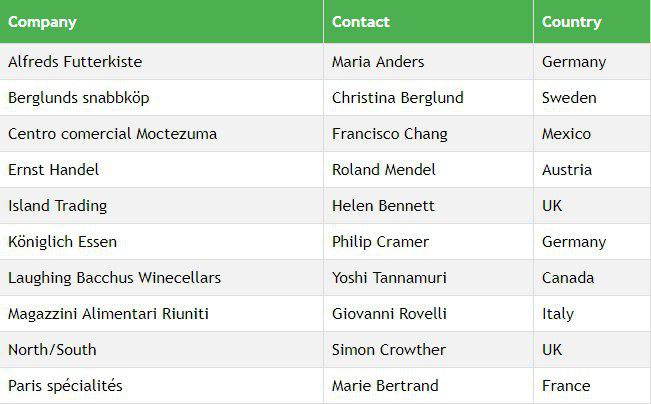 Company Contact Country
Alfreds Futterkiste Maria Anders Germany
Berglunds snabbköp Christina Berglund Sweden
Centro comercial Moctezuma Francisco Chang Mexico
Ernst Handel Roland Mendel Austria
Island Trading Helen Bennett UK
Königlich Essen Philip Cramer Germany
Laughing Bacchus Winecellars Yoshi Tannamuri Canada
Magazzini Alimentari Riuniti Giovanni Rovelli Italy
North/South Simon Crowther UK
Paris spécialités Marie Bertrand France